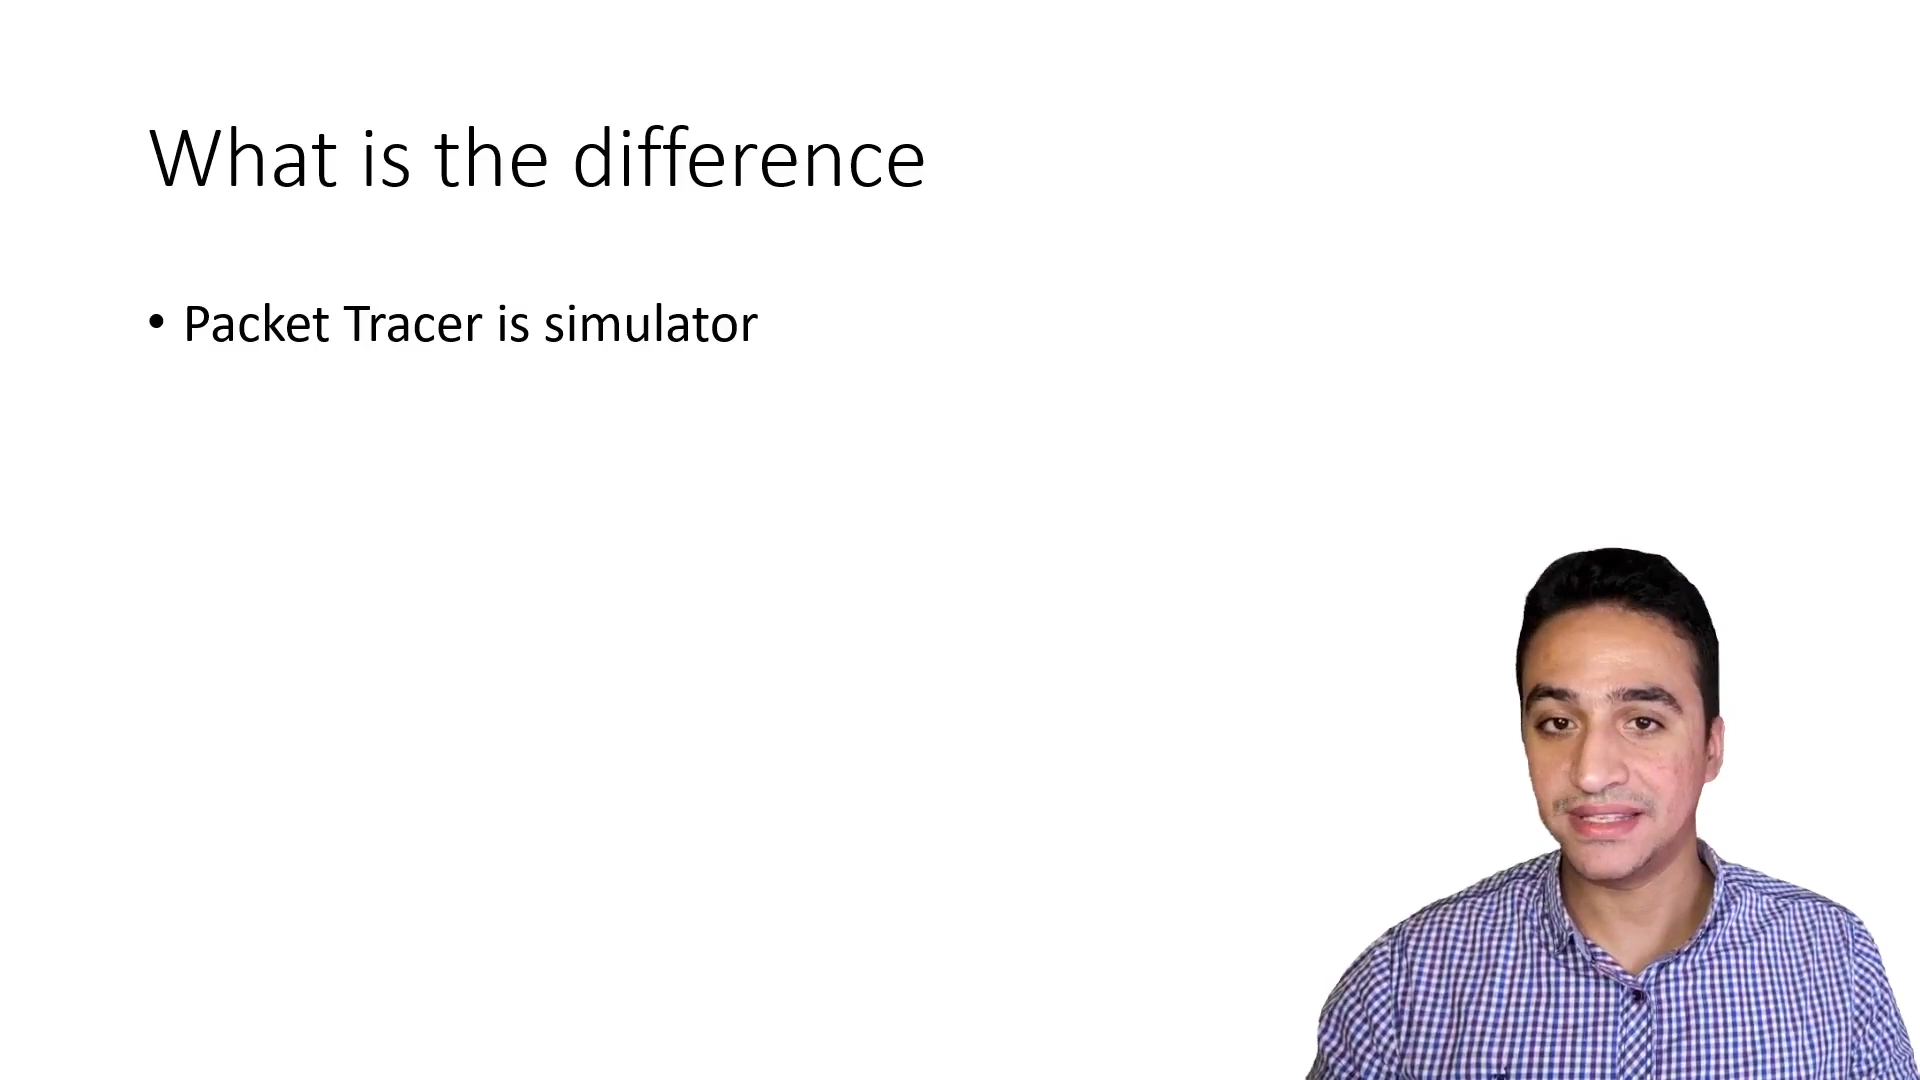 What is the difference
• Packet Tracer is simulator